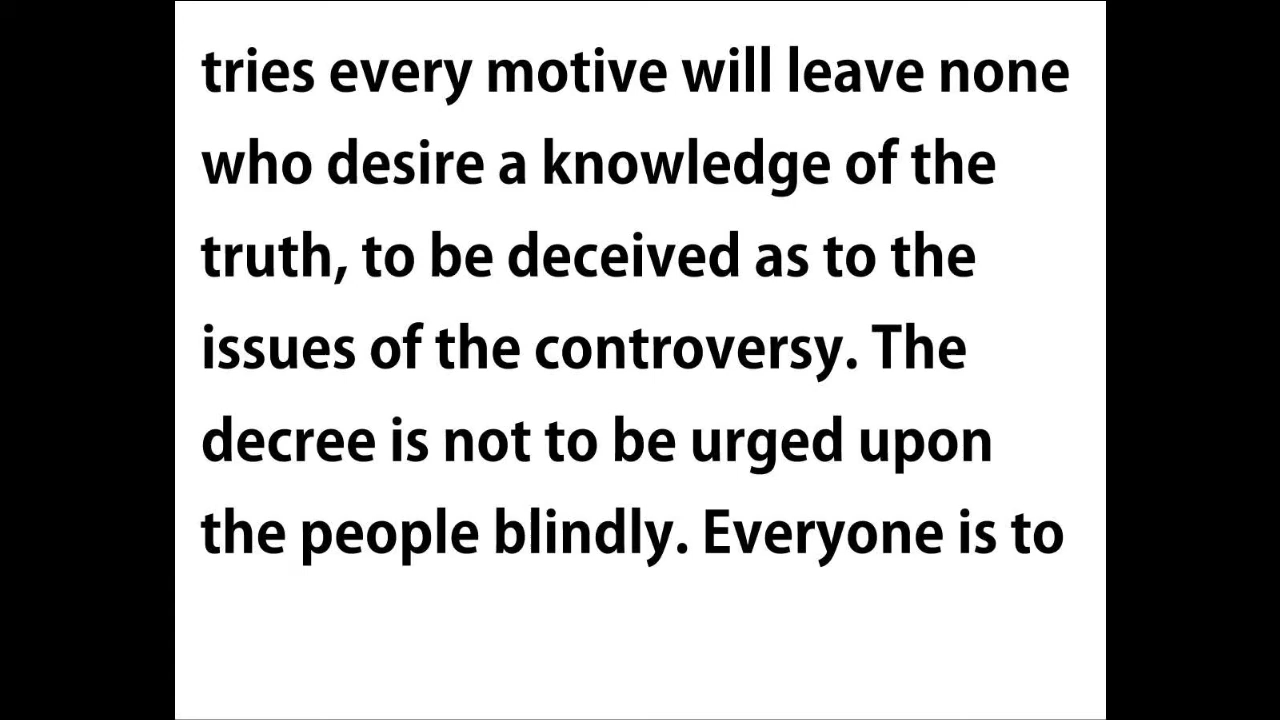 tries every motive will leave none
who desire a knowledge of the
truth, to be deceived as to the
issues of the controversy. The
decree is not to be urged upon
the people blindly. Everyone is to